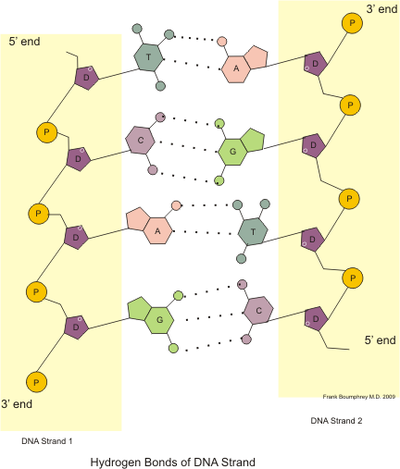 3' end
5' end
P
T
A
D
D
P
P
C
G
D
D
P
P
A
T
D
D
P
P
G
C
D
D
5' end
P
Frank Boumphrey M.D. 2009
3' end
DNA Strand 2
DNA Strand 1
Hydrogen Bonds of DNA Strand